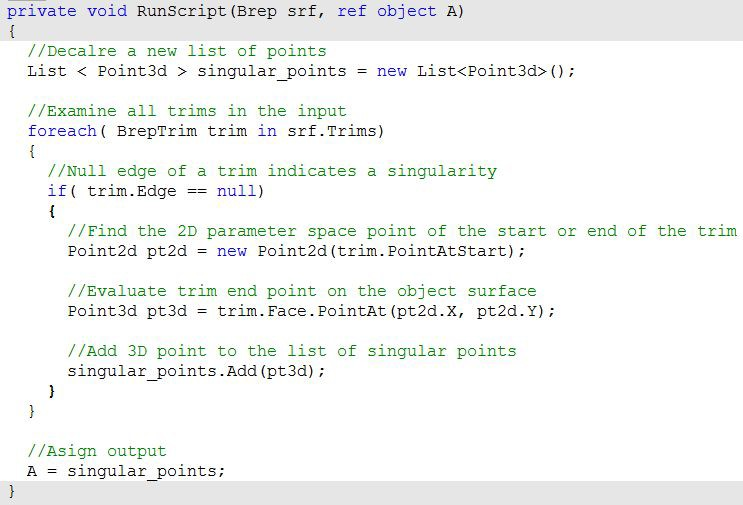 private void RunScript(Brep srf, ref object A)
{
//Decalre a new list of points
List < Point3d > singular_points = new List<Point3d>();
//Examine all trims in the input
foreach( BrepTrim trim in srf.Trims)
{
//Null edge of a trim indicates a singularity
if( trim.Edge == null)
{
//Find the 2D parameter space point of the start or end of the trim
Point2d pt2d = new Point2d(trim.PointAtStart);
//Evaluate trim end point on the object surface
Point3d pt3d = trim.Face.PointAt(pt2d.X, pt2d.Y);
//Add 3D point to the list of singular points
singular_points.Add(pt3d);
}
}
//Asign output
A = singular_points;
}